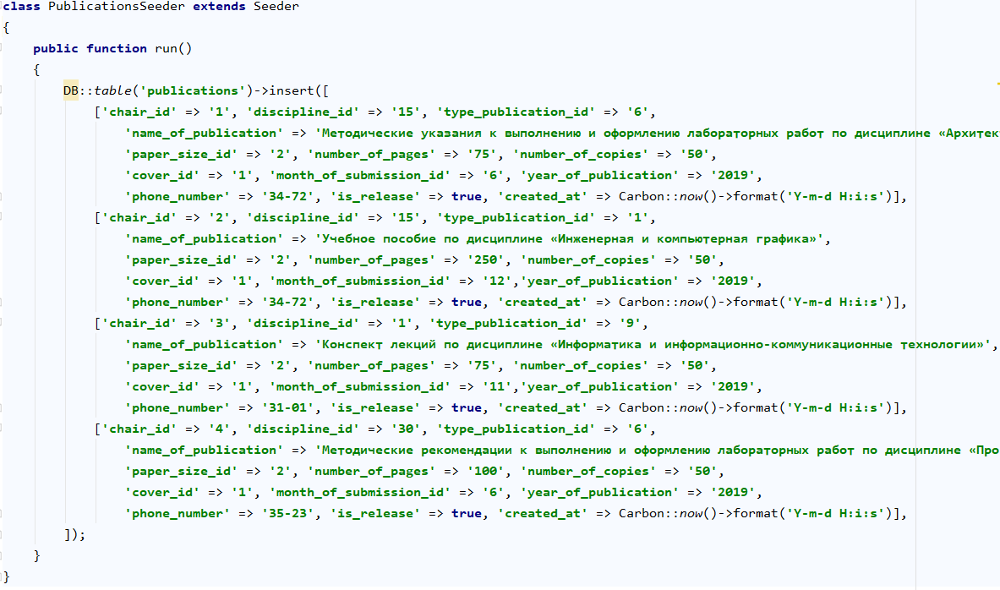 class PublicationsSeeder extends Seeder
{
    public function run()
    {
        DB::table('publications')->insert([
            ['chair_id' => '1', 'discipline_id' => '15', 'type_publication_id' => '6',
                'name_of_publication' => 'Методические указания к выполнению и оформлению лабораторных работ по дисциплине «Архитек
                'paper_size_id' => '2', 'number_of_pages' => '75', 'number_of_copies' => '50',
                'cover_id' => '1', 'month_of_submission_id' => '6', 'year_of_publication' => '2019',
                'phone_number' => '34-72', 'is_release' => true, 'created_at' => Carbon::now()->format('Y-m-d H:i:s')],
            ['chair_id' => '2', 'discipline_id' => '15', 'type_publication_id' => '1',
                'name_of_publication' => 'Учебное пособие по дисциплине «Инженерная и компьютерная графика»',
                'paper_size_id' => '2', 'number_of_pages' => '250', 'number_of_copies' => '50',
                'cover_id' => '1', 'month_of_submission_id' => '12','year_of_publication' => '2019',
                'phone_number' => '34-72', 'is_release' => true, 'created_at' => Carbon::now()->format('Y-m-d H:i:s')],
            ['chair_id' => '3', 'discipline_id' => '1', 'type_publication_id' => '9',
                'name_of_publication' => 'Конспект лекций по дисциплине «Информатика и информационно-коммуникационные технологии»',
                'paper_size_id' => '2', 'number_of_pages' => '75', 'number_of_copies' => '50',
                'cover_id' => '1', 'month_of_submission_id' => '11','year_of_publication' => '2019',
                'phone_number' => '31-01', 'is_release' => true, 'created_at' => Carbon::now()->format('Y-m-d H:i:s')],
            ['chair_id' => '4', 'discipline_id' => '30', 'type_publication_id' => '6',
                'name_of_publication' => 'Методические рекомендации к выполнению и оформлению лабораторных работ по дисциплине «Про
                'paper_size_id' => '2', 'number_of_pages' => '100', 'number_of_copies' => '50',
                'cover_id' => '1', 'month_of_submission_id' => '6', 'year_of_publication' => '2019',
                'phone_number' => '35-23', 'is_release' => true, 'created_at' => Carbon::now()->format('Y-m-d H:i:s')],
        ]);
    }
}